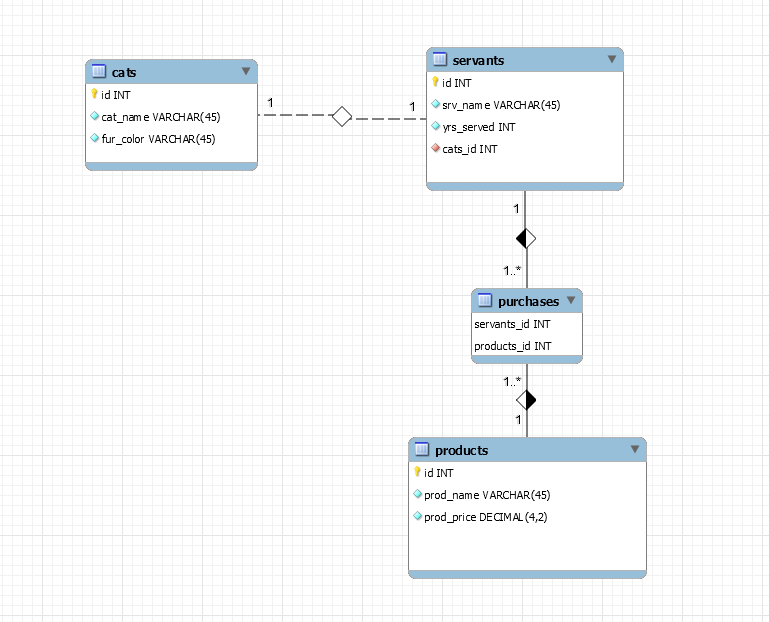 cats
id INT
cat_name VARCHAR(45)
fur_color VARCHAR(45)
1
1
servants
id INT
srv_name VARCHAR(45)
yrs_served INT
cats_id INT
1
1..*
purchases
servants_id INT
products_id INT
1..*
1
products
id INT
prod_name VARCHAR(45)
prod_price DECIMAL(4,2)